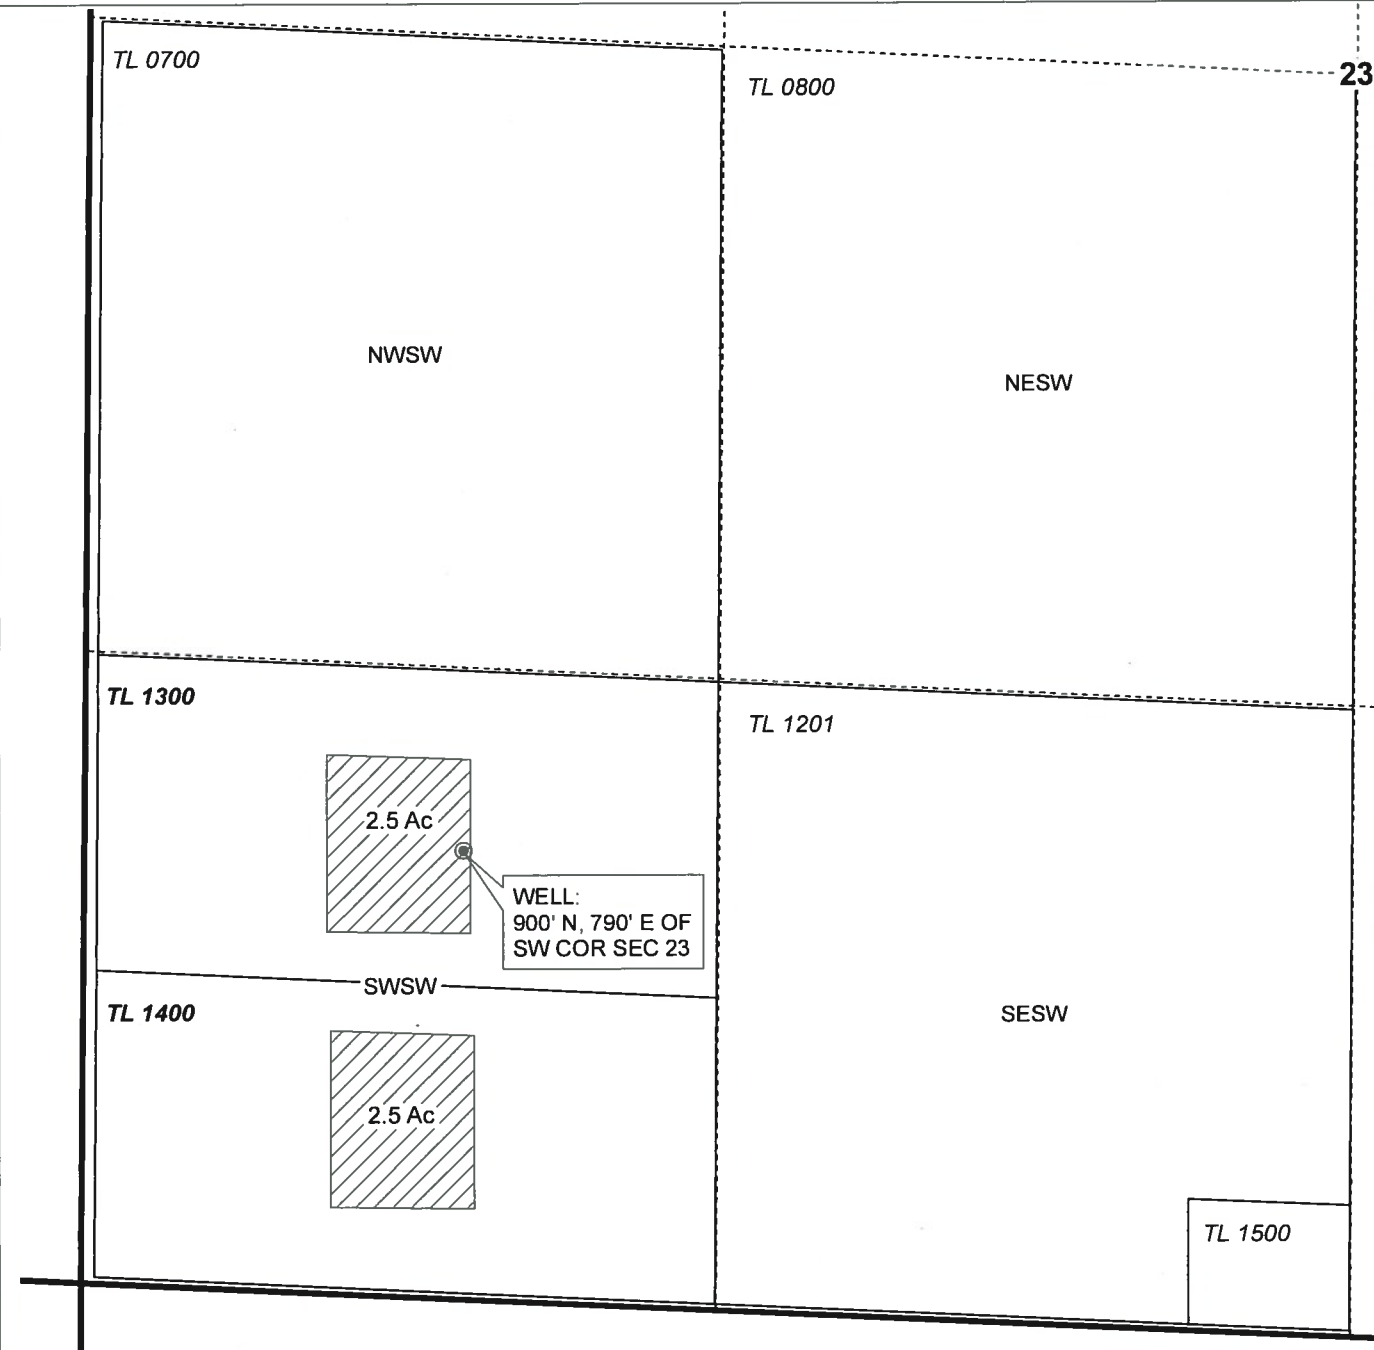 TL 0700
23
TL 0800
NWSW
NESW
TL 1300
TL 1201
2.5 Ac
WELL:
900' N, 790' E OF
SW COR SEC 23
SWSW
TL 1400
SESW
2.5 Ac
TL 1500